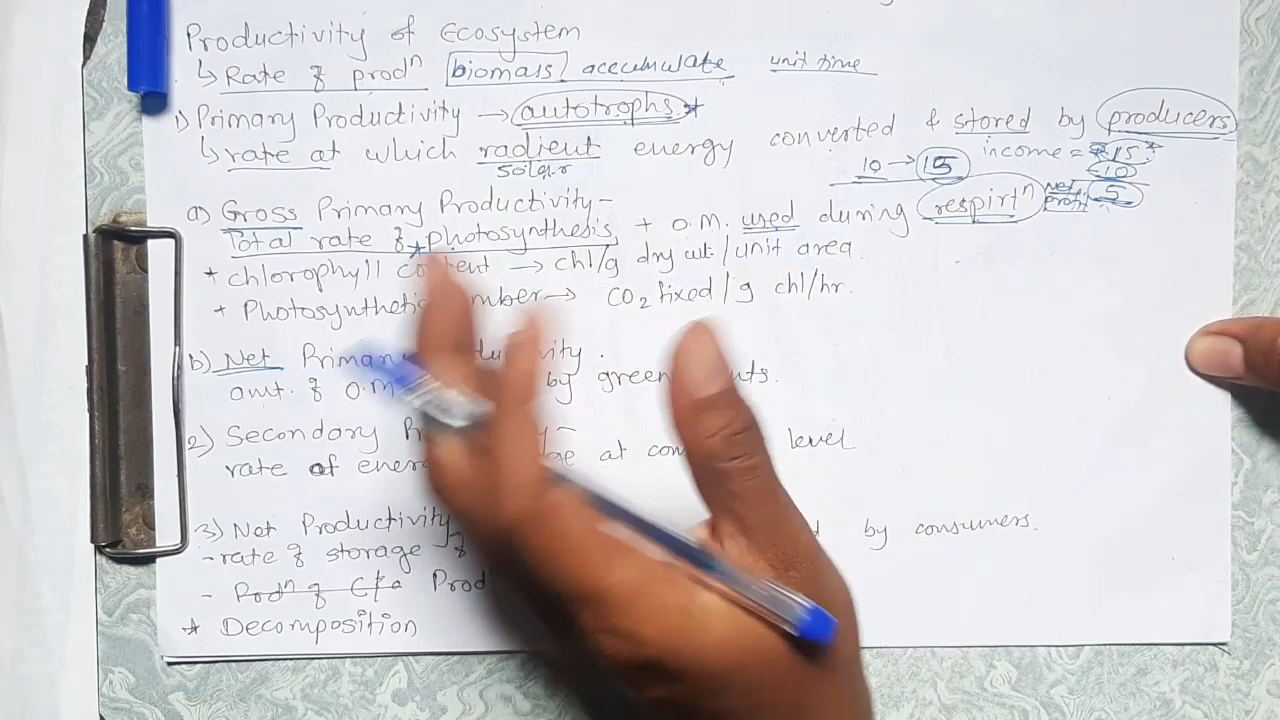 Productivity of Ecosystem
↳ Rate of prodn biomass accumulate unit time
1) Primary Productivity → autotrophs *
↳ rate at which radient energy converted & stored by producers
solar
10 → 15
income = 15
-10
Net profit 5
a) Gross Primary Productivity -
Total rate of photosynthesis + O.M. used during respirtn
* chlorophyll content → chl/g dry wt/unit area.
* Photosynthetic → CO2 fixed/g chl/hr.
b) Net
amt. of O.M by green
2) Secondary
rate of at level
3) Net Productivity by consumers.
- rate of storage of
- Prodn of C/o Prod
* Decomposition